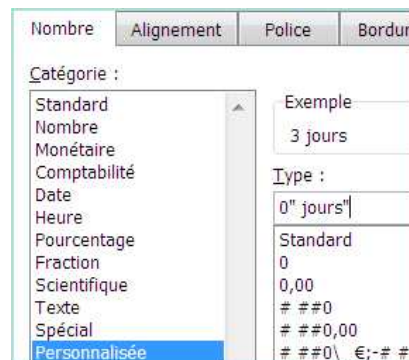 Nombre Alignement Police Bordur
Catégorie :
Standard
Nombre
Monétaire
Comptabilité
Date
Heure
Pourcentage
Fraction
Scientifique
Texte
Spécial
Personnalisée
Exemple
3 jours
Type :
0" jours"
Standard
0
0,00
# ##0
# ##0,00
# ##0\ €;-# ##